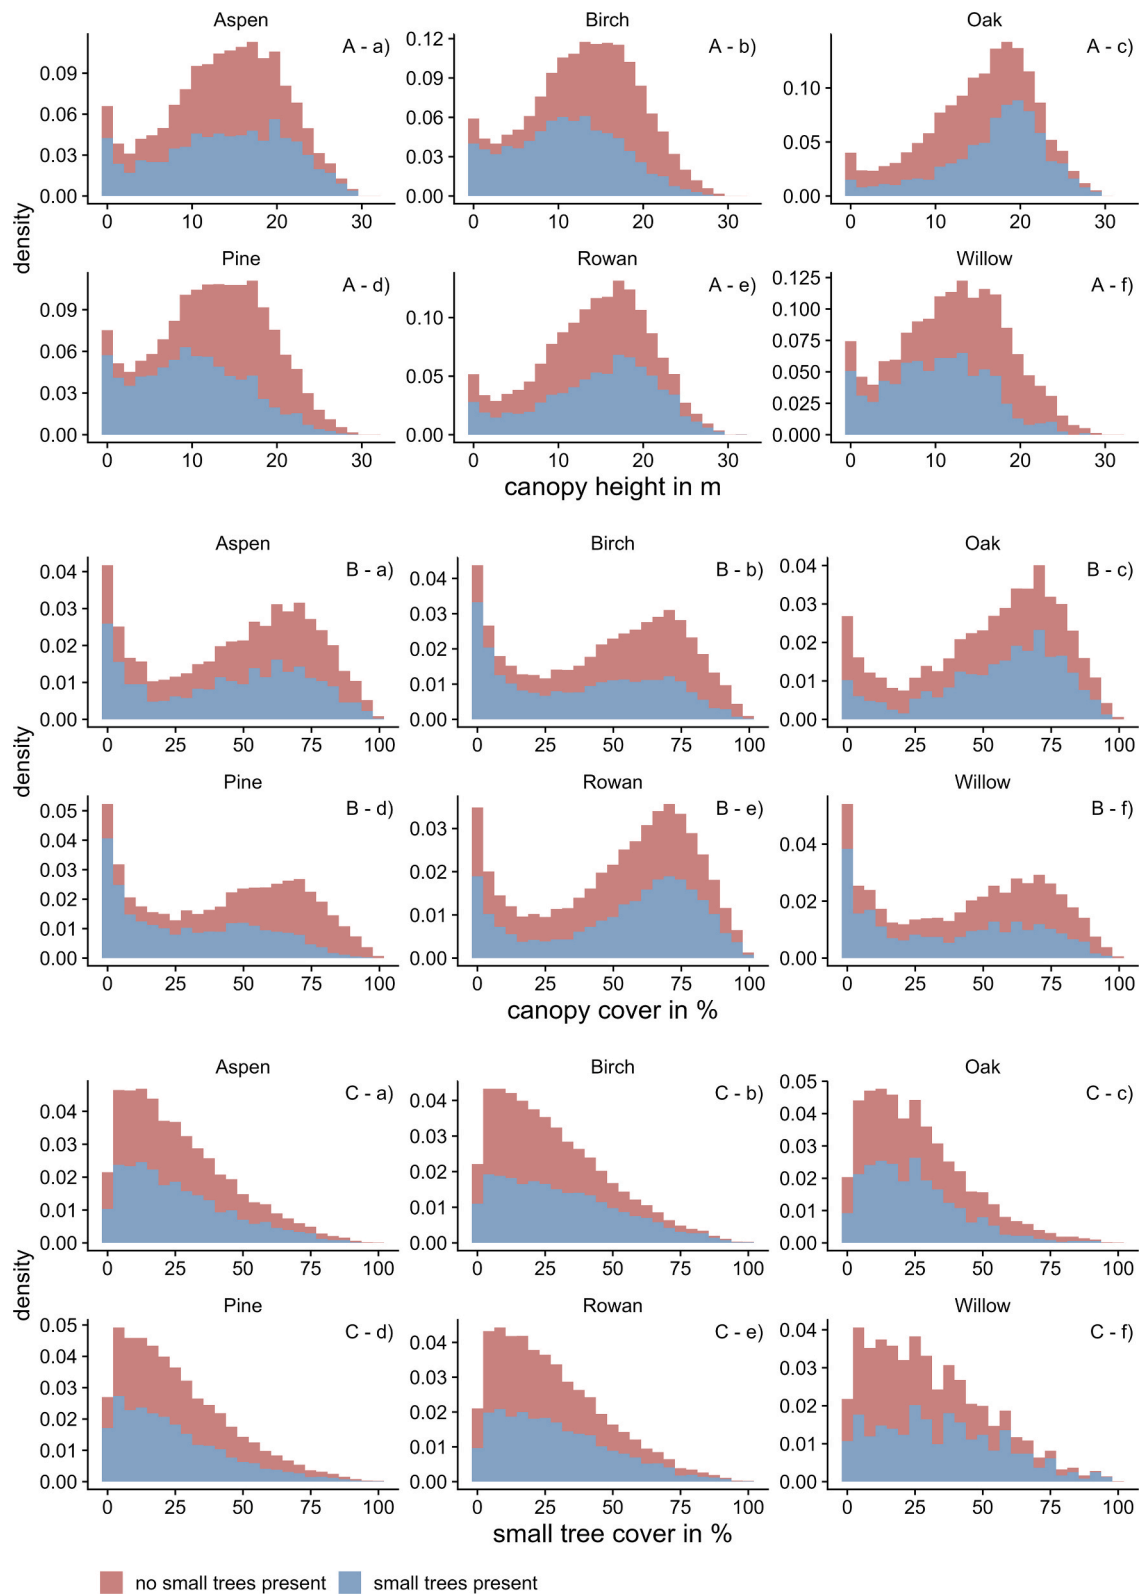 Aspen Birch Oak
A - a) A - b) A - c)
0.09 0.06 0.03 0.00
0.12 0.09 0.06 0.03 0.00
0.10 0.05 0.00
0 10 20 30 0 10 20 30 0 10 20 30
density
Pine Rowan Willow
A - d) A - e) A - f)
0.09 0.06 0.03 0.00
0.10 0.05 0.00
0.125 0.100 0.075 0.050 0.025 0.000
0 10 20 30 0 10 20 30 0 10 20 30
canopy height in m
Aspen Birch Oak
B - a) B - b) B - c)
0.04 0.03 0.02 0.01 0.00
0.04 0.03 0.02 0.01 0.00
0.04 0.03 0.02 0.01 0.00
0 25 50 75 100 0 25 50 75 100 0 25 50 75 100
density
Pine Rowan Willow
B - d) B - e) B - f)
0.05 0.04 0.03 0.02 0.01 0.00
0.03 0.02 0.01 0.00
0.04 0.02 0.00
0 25 50 75 100 0 25 50 75 100 0 25 50 75 100
canopy cover in %
Aspen Birch Oak
C - a) C - b) C - c)
0.04 0.03 0.02 0.01 0.00
0.04 0.03 0.02 0.01 0.00
0.05 0.04 0.03 0.02 0.01 0.00
0 25 50 75 100 0 25 50 75 100 0 25 50 75 100
density
Pine Rowan Willow
C - d) C - e) C - f)
0.05 0.04 0.03 0.02 0.01 0.00
0.04 0.03 0.02 0.01 0.00
0.04 0.03 0.02 0.01 0.00
0 25 50 75 100 0 25 50 75 100 0 25 50 75 100
small tree cover in %
no small trees present small trees present